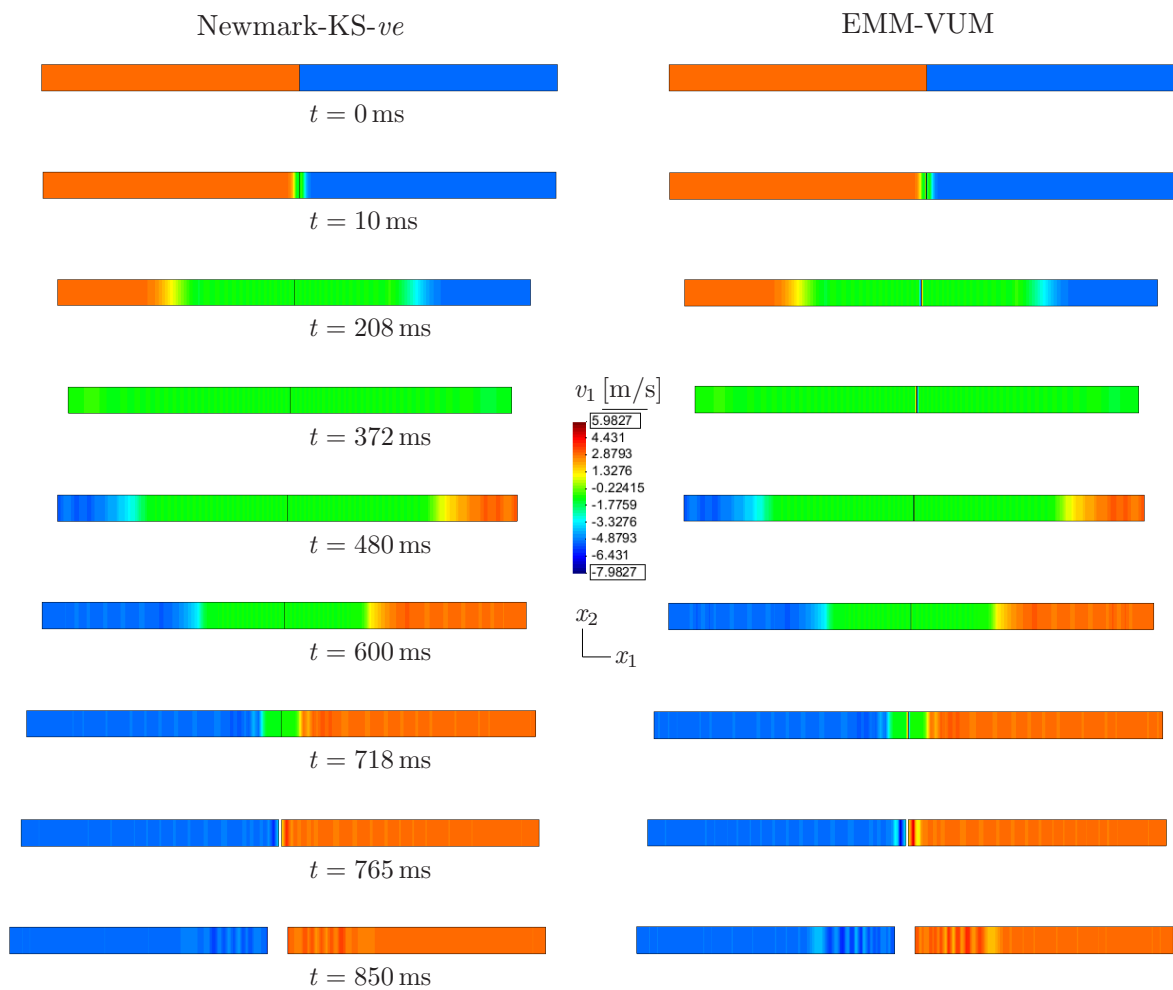 Newmark-KS-ve
EMM-VUM
t = 0 ms
t = 10 ms
t = 208 ms
t = 372 ms
t = 480 ms
t = 600 ms
t = 718 ms
t = 765 ms
t = 850 ms
v₁ [m/s]
5.9827
4.431
2.8793
1.3276
-0.22415
-1.7759
-3.3276
-4.8793
-6.431
-7.9827
x₂
x₁